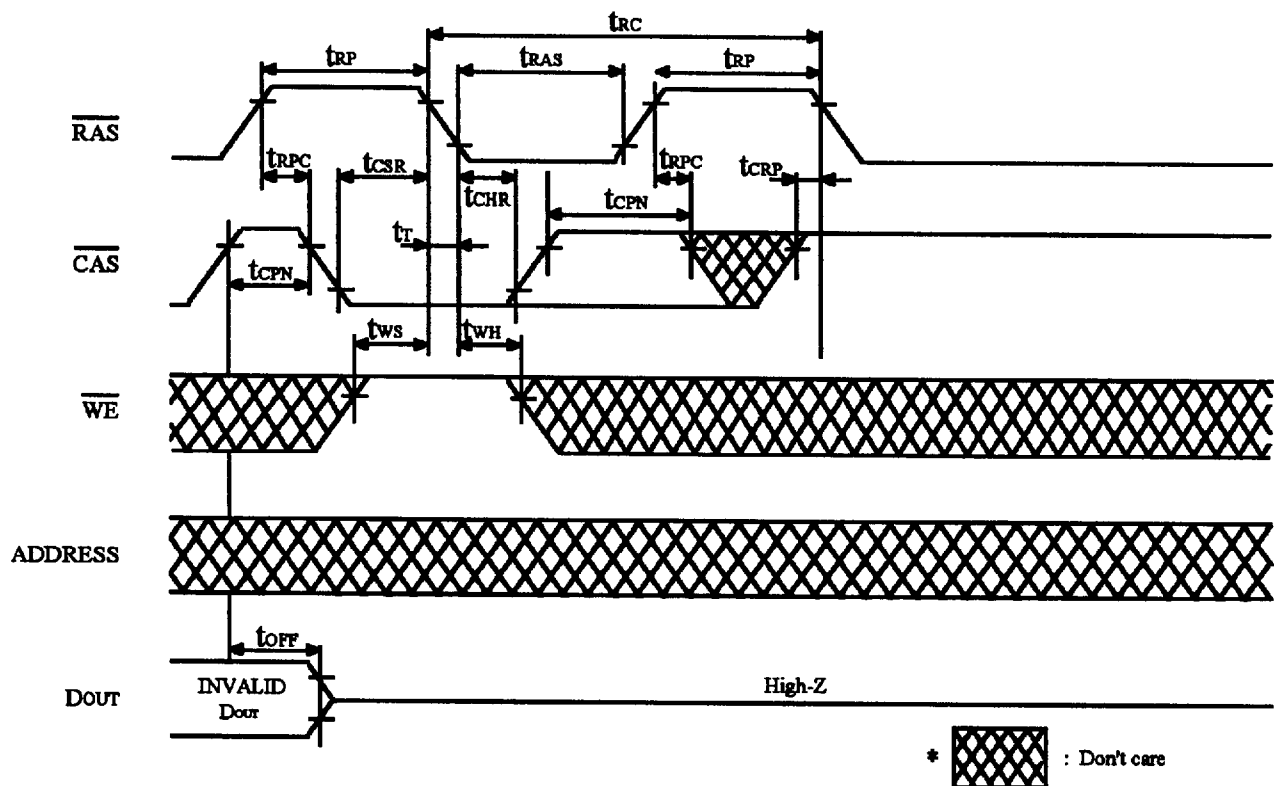 tRC
tRP
tRAS
tRP
RAS
tRPC
tCSR
tCHR
tRPC
tCRP
tCPN
tT
CAS
tCPN
tWS
tWH
WE
ADDRESS
tOFF
DOUT
INVALID
DOUT
High-Z
* : Don't care